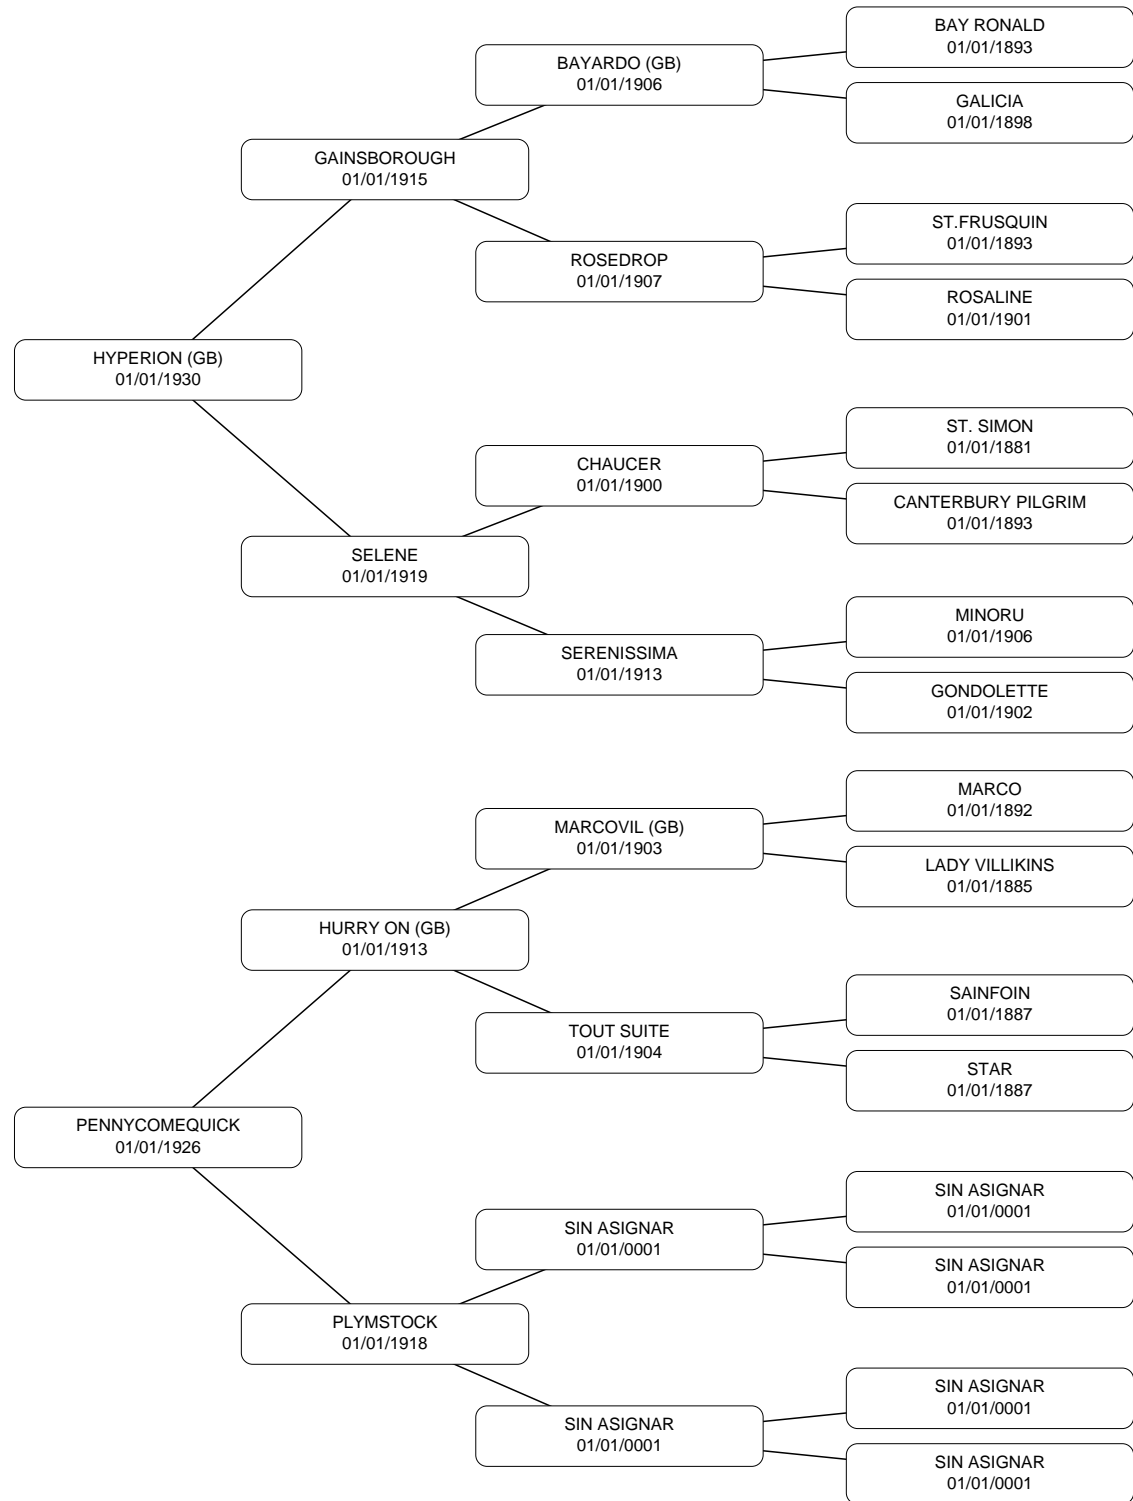 BAY RONALD
01/01/1893
BAYARDO (GB)
01/01/1906
GALICIA
01/01/1898
GAINSBOROUGH
01/01/1915
ST.FRUSQUIN
01/01/1893
ROSEDROP
01/01/1907
ROSALINE
01/01/1901
HYPERION (GB)
01/01/1930
ST. SIMON
01/01/1881
CHAUCER
01/01/1900
CANTERBURY PILGRIM
01/01/1893
SELENE
01/01/1919
MINORU
01/01/1906
SERENISSIMA
01/01/1913
GONDOLETTE
01/01/1902
MARCO
01/01/1892
MARCOVIL (GB)
01/01/1903
LADY VILLIKINS
01/01/1885
HURRY ON (GB)
01/01/1913
SAINFOIN
01/01/1887
TOUT SUITE
01/01/1904
STAR
01/01/1887
PENNYCOMEQUICK
01/01/1926
SIN ASIGNAR
01/01/0001
SIN ASIGNAR
01/01/0001
SIN ASIGNAR
01/01/0001
PLYMSTOCK
01/01/1918
SIN ASIGNAR
01/01/0001
SIN ASIGNAR
01/01/0001
SIN ASIGNAR
01/01/0001